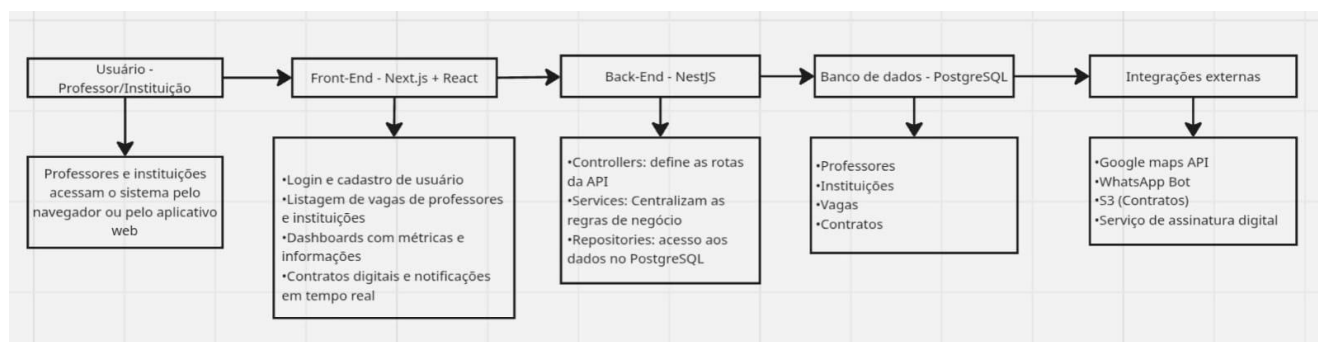 Usuário -
Professor/Instituição
Front-End - Next.js + React
Back-End - NestJS
Banco de dados - PostgreSQL
Integrações externas
Professores e instituições
acessam o sistema pelo
navegador ou pelo aplicativo
web
•Login e cadastro de usuário
•Listagem de vagas de professores
e instituições
•Dashboards com métricas e
informações
•Contratos digitais e notificações
em tempo real
•Controllers: define as rotas
da API
•Services: Centralizam as
regras de negócio
•Repositories: acesso aos
dados no PostgreSQL
•Professores
•Instituições
•Vagas
•Contratos
•Google maps API
•WhatsApp Bot
•S3 (Contratos)
•Serviço de assinatura digital